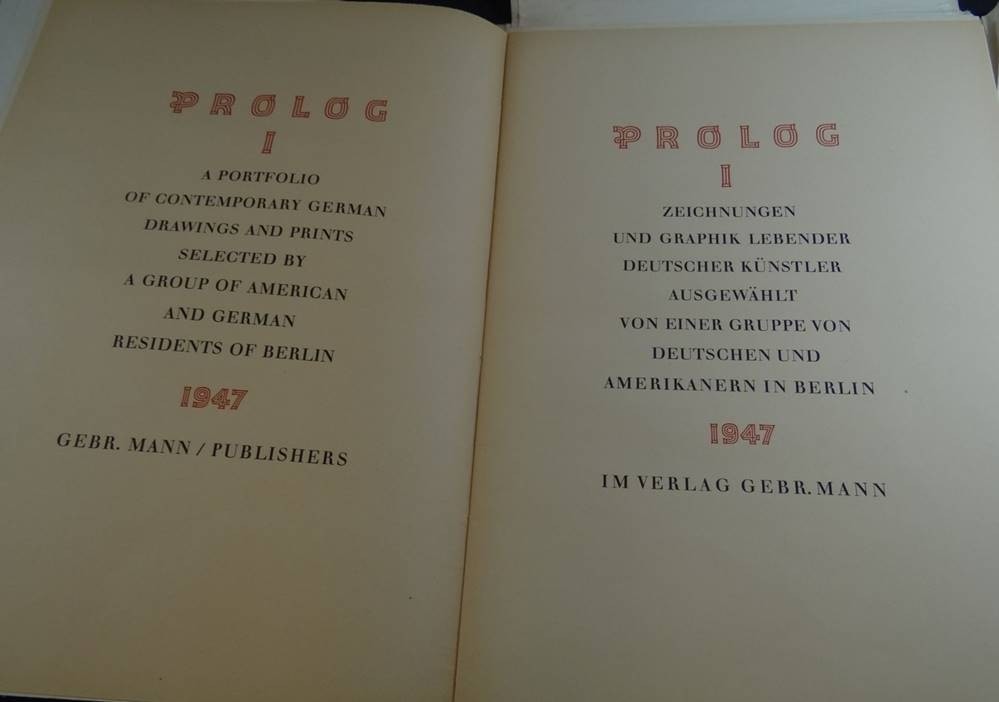 PROLOG
I
A PORTFOLIO
OF CONTEMPORARY GERMAN
DRAWINGS AND PRINTS
SELECTED BY
A GROUP OF AMERICAN
AND GERMAN
RESIDENTS OF BERLIN
1947
GEBR. MANN / PUBLISHERS
PROLOG
I
ZEICHNUNGEN
UND GRAPHIK LEBENDER
DEUTSCHER KÜNSTLER
AUSGEWÄHLT
VON EINER GRUPPE VON
DEUTSCHEN UND
AMERIKANERN IN BERLIN
1947
IM VERLAG GEBR. MANN